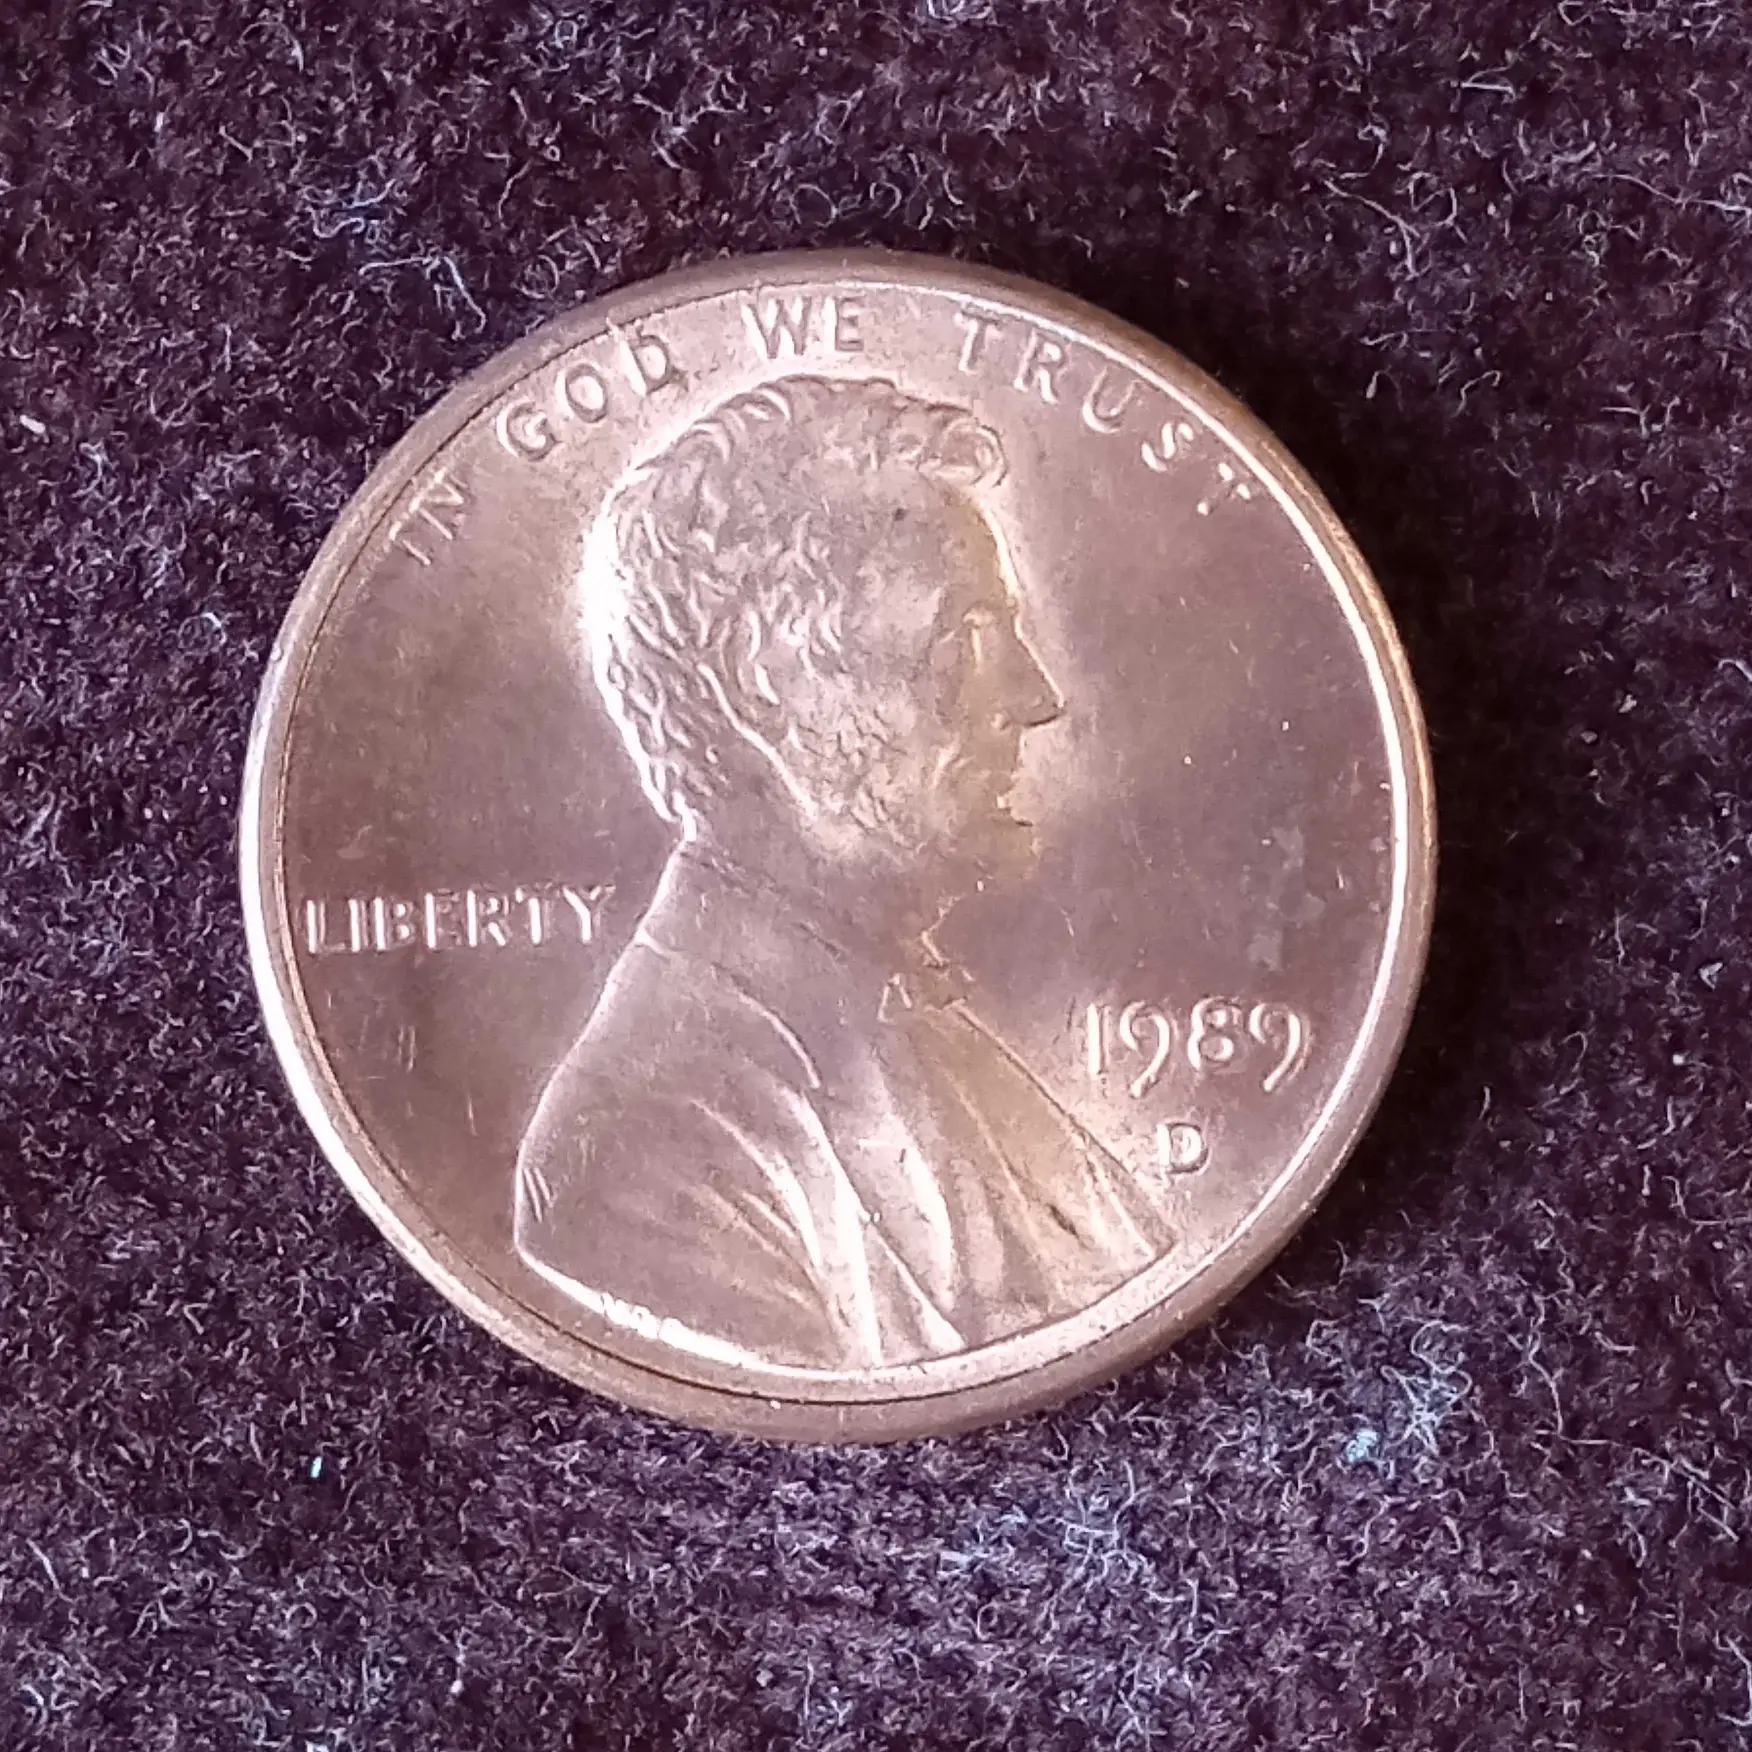 IN GOD WE TRUST
LIBERTY
1989
D